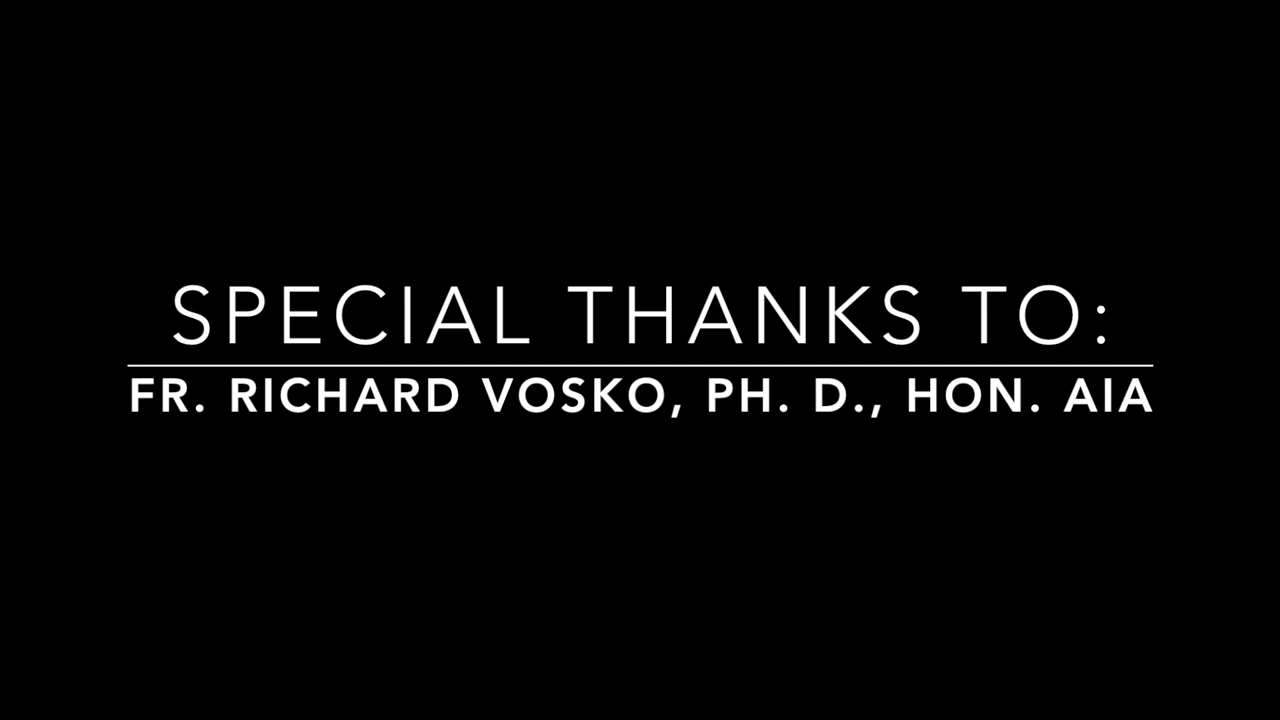 SPECIAL THANKS TO:
FR. RICHARD VOSKO, PH. D., HON. AIA